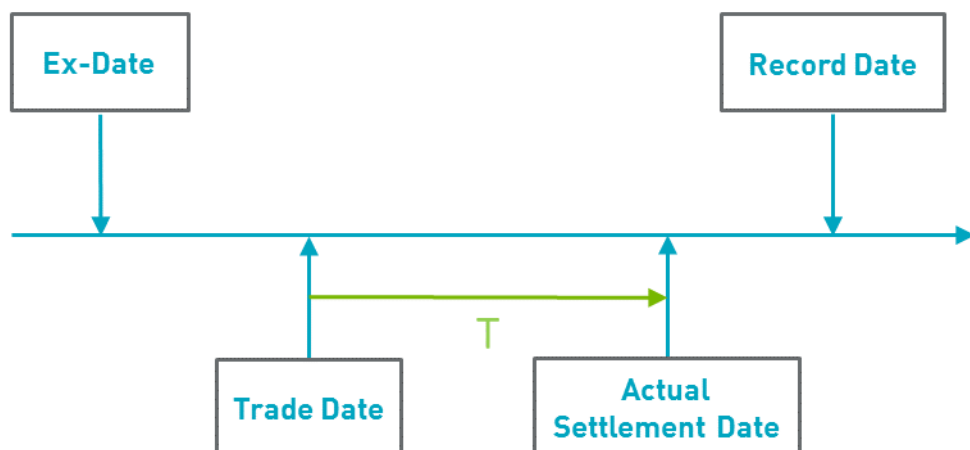 Ex-Date
Record Date
T
Trade Date
Actual
Settlement Date